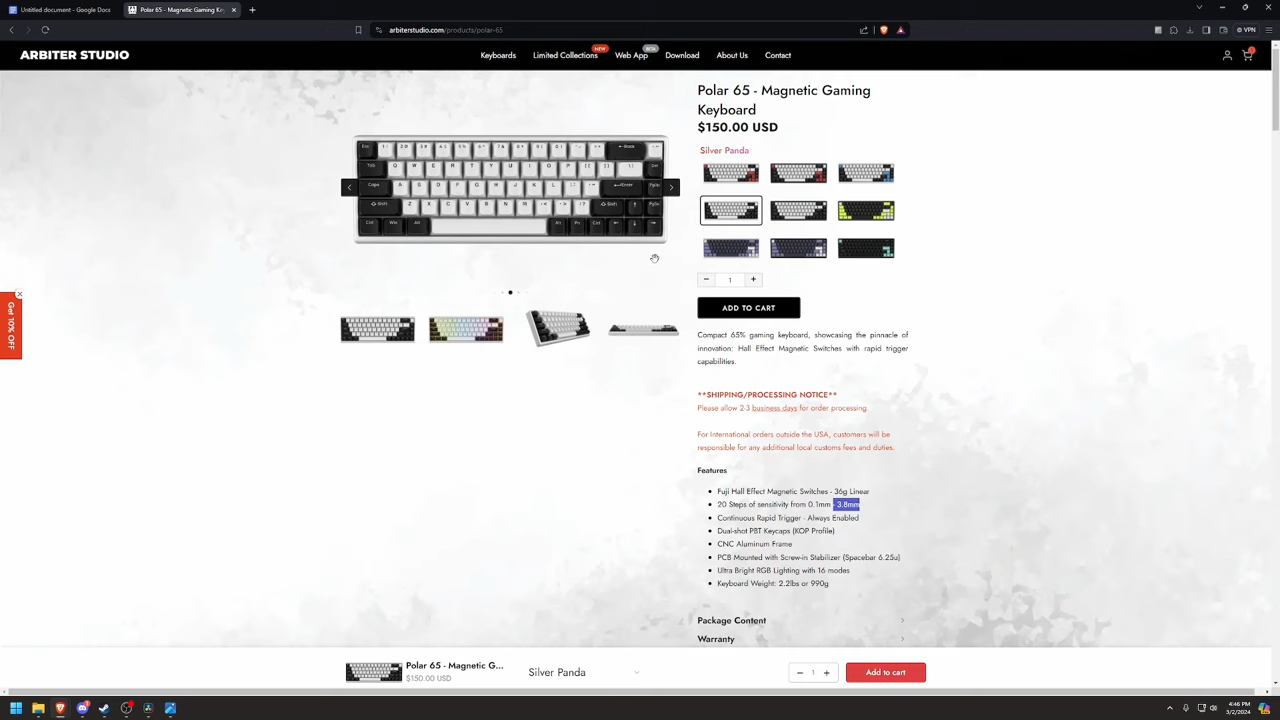 Untitled document - Google Docs
Polar 65 - Magnetic Gaming Key
arbiterstudio.com/products/polar-65
VPN
ARBITER STUDIO
Keyboards
Limited Collections
NEW
Web App
BETA
Download
About Us
Contact
Polar 65 - Magnetic Gaming
Keyboard
$150.00 USD
Silver Panda
1
ADD TO CART
Compact 65% gaming keyboard, showcasing the pinnacle of
innovation: Hall Effect Magnetic Switches with rapid trigger
capabilities.
**SHIPPING/PROCESSING NOTICE**
Please allow 2-3 business days for order processing.
For International orders outside the USA, customers will be
responsible for any additional local customs fees and duties.
Features
Fuji Hall Effect Magnetic Switches - 36g Linear
20 Steps of sensitivity from 0.1mm - 3.8mm
Continuous Rapid Trigger - Always Enabled
Dual-shot PBT Keycaps (KOP Profile)
CNC Aluminum Frame
PCB Mounted with Screw-in Stabilizer (Spacebar 6.25u)
Ultra Bright RGB Lighting with 16 modes
Keyboard Weight: 2.2lbs or 990g
Package Content
Warranty
Get 10% OFF
Polar 65 - Magnetic G...
$150.00 USD
Silver Panda
1
Add to cart
4:46 PM
3/2/2024